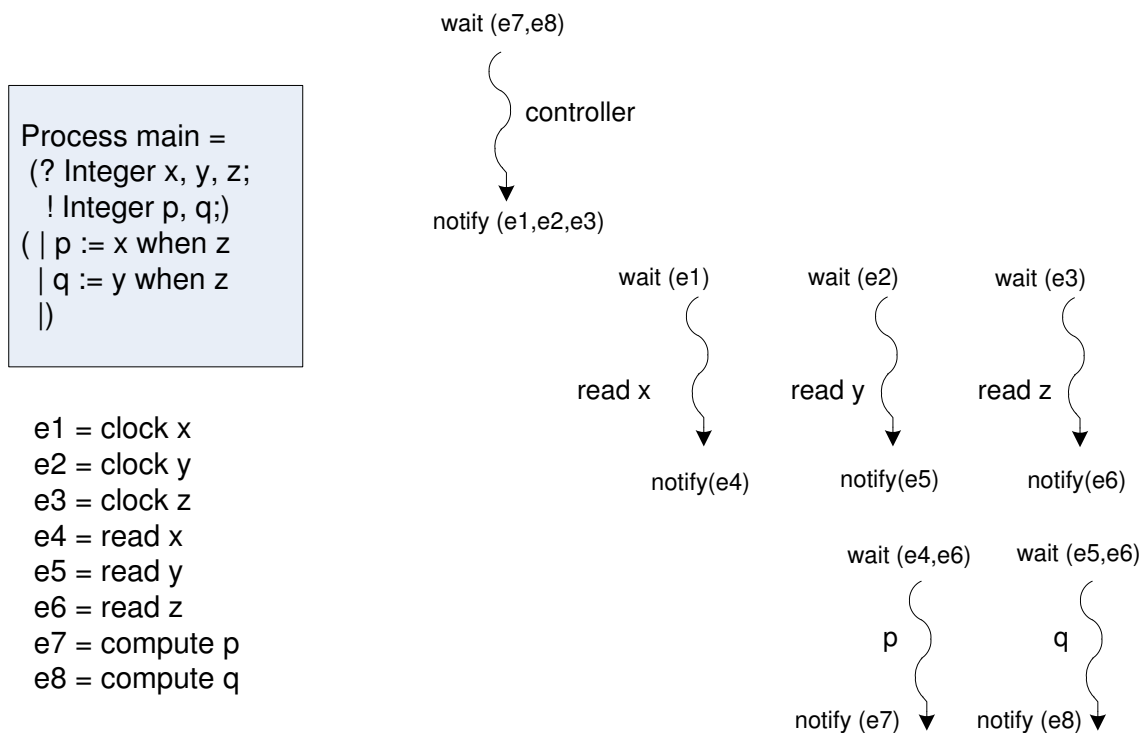 wait (e7,e8)
controller
notify (e1,e2,e3)
Process main =
(? Integer x, y, z;
! Integer p, q;)
( | p := x when z
| q := y when z
|)
e1 = clock x
e2 = clock y
e3 = clock z
e4 = read x
e5 = read y
e6 = read z
e7 = compute p
e8 = compute q
wait (e1)
wait (e2)
wait (e3)
read x
read y
read z
notify(e4)
notify(e5)
notify(e6)
wait (e4,e6)
wait (e5,e6)
p
q
notify (e7)
notify (e8)